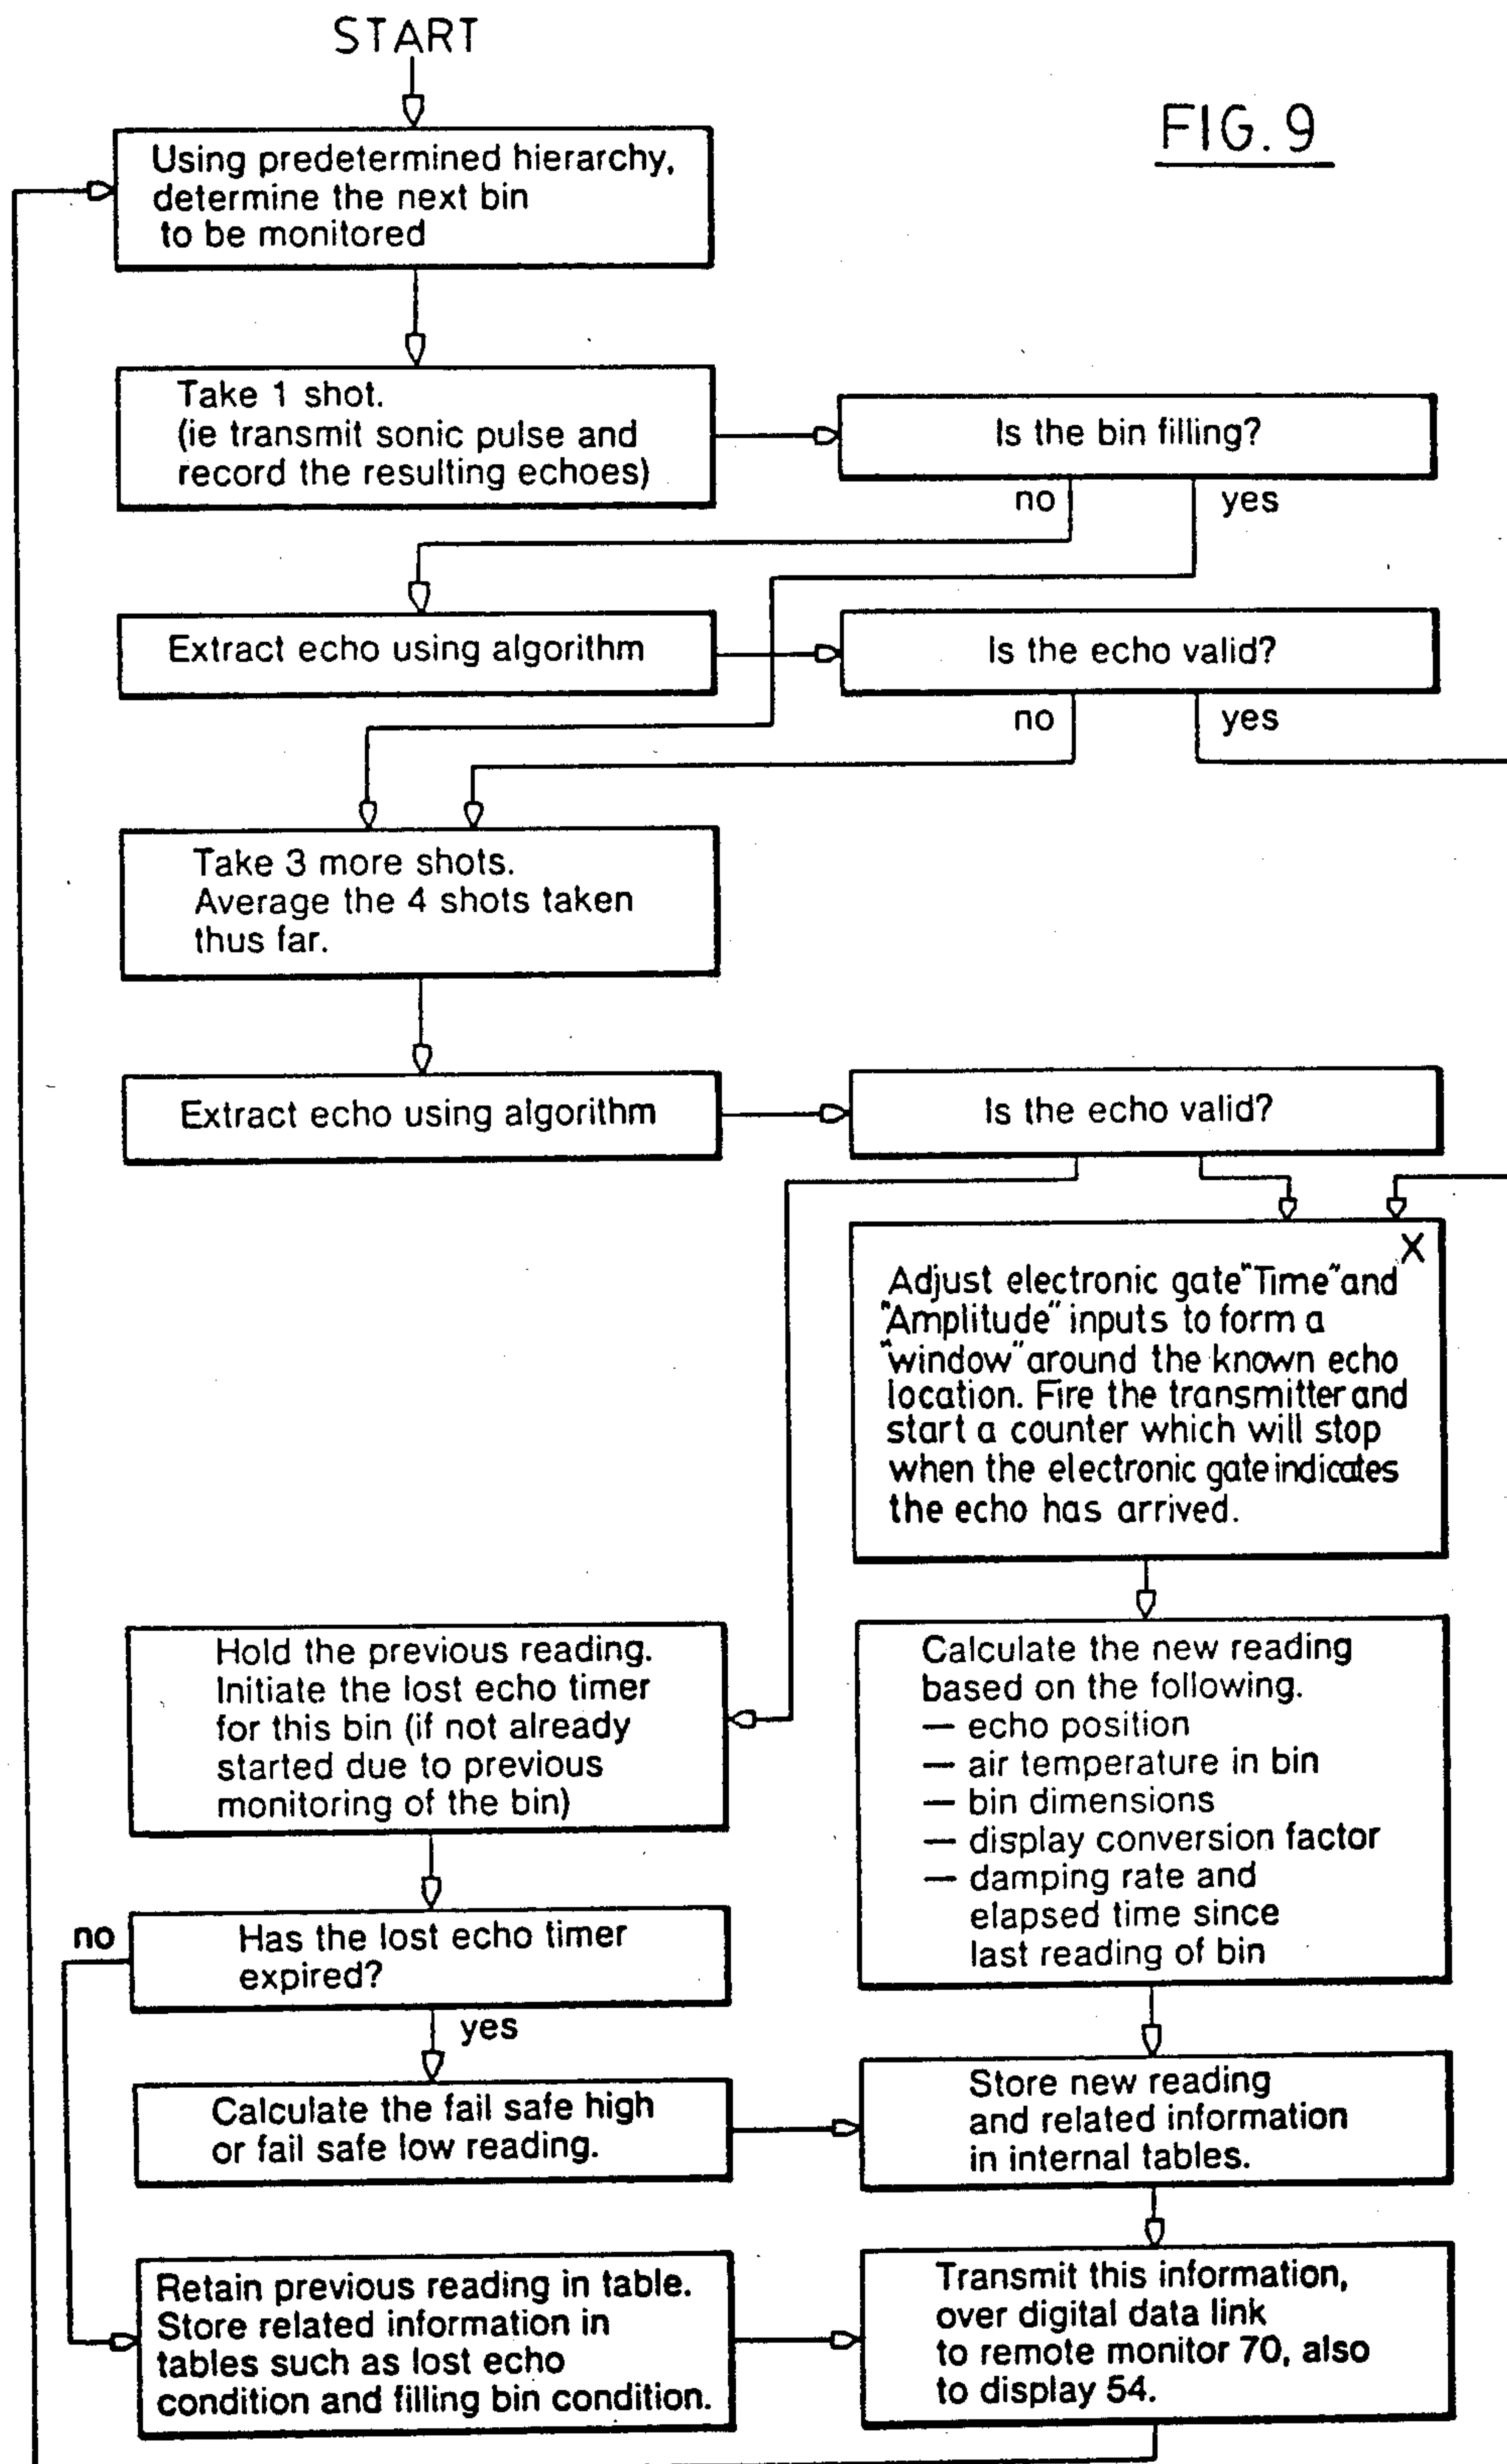 START
FIG. 9
Using predetermined hierarchy,
determine the next bin
to be monitored
Take 1 shot.
(ie transmit sonic pulse and
record the resulting echoes)
Is the bin filling?
no
yes
Extract echo using algorithm
Is the echo valid?
no
yes
Take 3 more shots.
Average the 4 shots taken
thus far.
Extract echo using algorithm
Is the echo valid?
X
Adjust electronic gate "Time" and
"Amplitude" inputs to form a
"window" around the known echo
location. Fire the transmitter and
start a counter which will stop
when the electronic gate indicates
the echo has arrived.
Hold the previous reading.
Initiate the lost echo timer
for this bin (if not already
started due to previous
monitoring of the bin)
Calculate the new reading
based on the following.
— echo position
— air temperature in bin
— bin dimensions
— display conversion factor
— damping rate and
elapsed time since
last reading of bin
no
Has the lost echo timer
expired?
yes
Calculate the fail safe high
or fail safe low reading.
Store new reading
and related information
in internal tables.
Retain previous reading in table.
Store related information in
tables such as lost echo
condition and filling bin condition.
Transmit this information,
over digital data link
to remote monitor 70, also
to display 54.